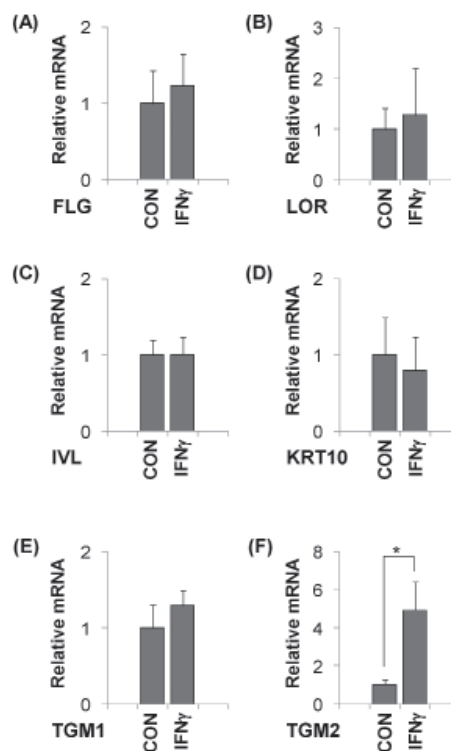 (A)
Relative mRNA
2
1
0
FLG
CON
IFNγ
(B)
Relative mRNA
3
2
1
0
LOR
CON
IFNγ
(C)
Relative mRNA
2
1
0
IVL
CON
IFNγ
(D)
Relative mRNA
2
1
0
KRT10
CON
IFNγ
(E)
Relative mRNA
2
1
0
TGM1
CON
IFNγ
(F)
Relative mRNA
8
6
4
2
0
*
TGM2
CON
IFNγ